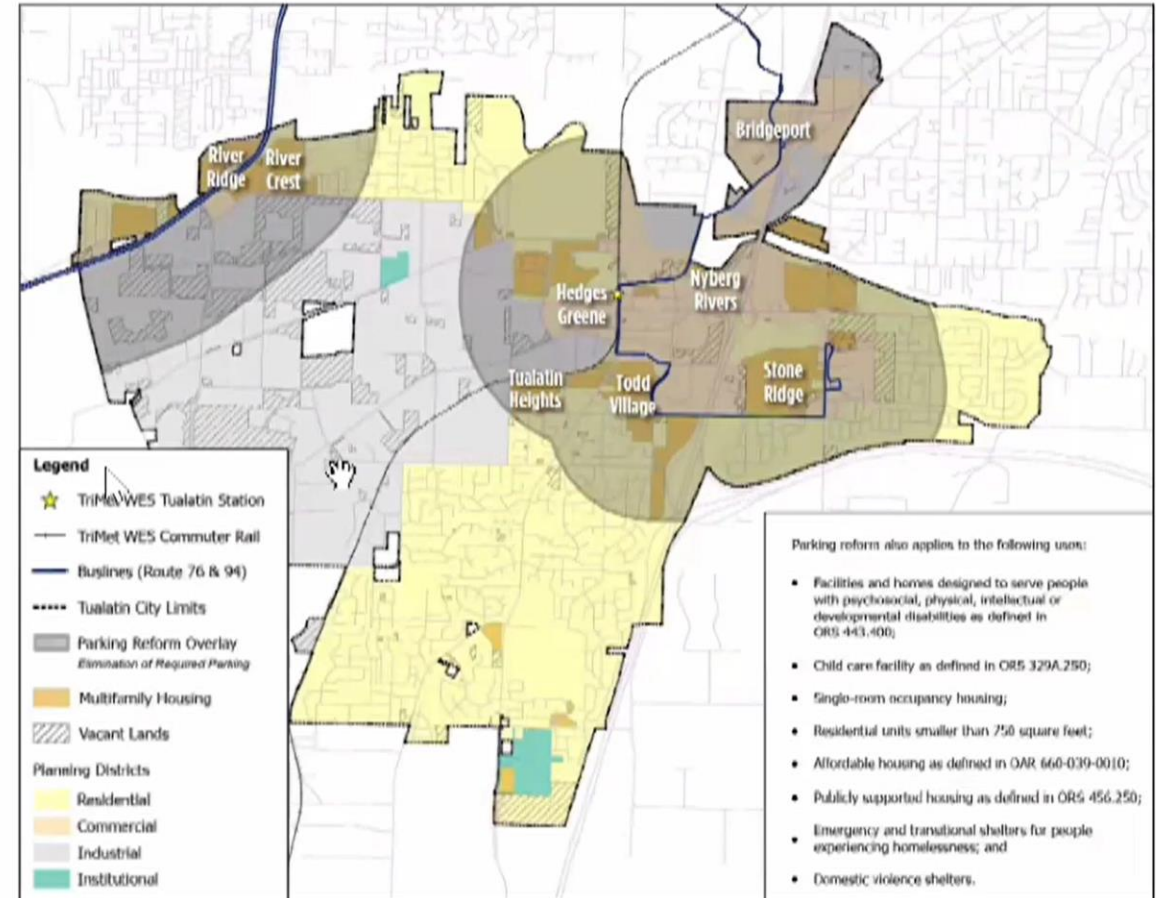 Bridgeport
River
Ridge
River
Crest
Nyberg
Rivers
Hedges
Greene
Tualatin
Heights
Todd
Village
Stone
Ridge
Legend
TriMet WES Tualatin Station
TriMet WES Commuter Rail
Buslines (Route 76 & 94)
Tualatin City Limits
Parking Reform Overlay
Elimination of Required Parking
Multifamily Housing
Vacant Lands
Planning Districts
Residential
Commercial
Industrial
Institutional
Parking reform also applies to the following uses:
• Facilities and homes designed to serve people
with psychosocial, physical, intellectual or
developmental disabilities as defined in
ORS 443.400;
• Child care facility as defined in ORS 329A.250;
• Single-room occupancy housing;
• Residential units smaller than 750 square feet;
• Affordable housing as defined in OAR 660-039-0010;
• Publicly supported housing as defined in ORS 456.250;
• Emergency and transitional shelters for people
experiencing homelessness; and
• Domestic violence shelters.